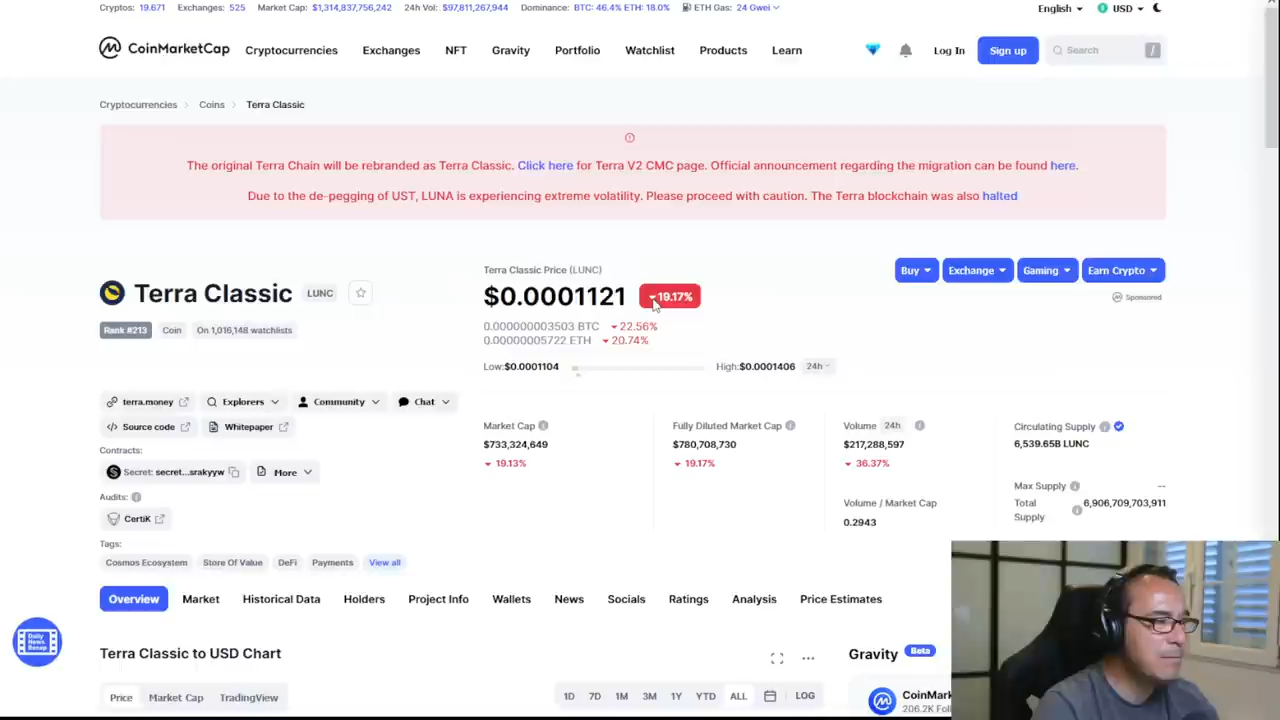 Cryptos: 19.671 Exchanges: 525 Market Cap: $1,314,837,756,242 24h Vol: $97,811,267,944 Dominance: BTC: 46.4% ETH: 18.0% ETH Gas: 24 Gwei English USD
CoinMarketCap Cryptocurrencies Exchanges NFT Gravity Portfolio Watchlist Products Learn Log In Sign up Search /
Cryptocurrencies Coins Terra Classic
The original Terra Chain will be rebranded as Terra Classic. Click here for Terra V2 CMC page. Official announcement regarding the migration can be found here.
Due to the de-pegging of UST, LUNA is experiencing extreme volatility. Please proceed with caution. The Terra blockchain was also halted
Terra Classic LUNC
Rank #213 Coin On 1,016,148 watchlists
terra.money Explorers Community Chat
Source code Whitepaper
Contracts:
Secret: secret...srakyyw More
Audits:
CertiK
Tags:
Cosmos Ecosystem Store Of Value DeFi Payments View all
Terra Classic Price (LUNC)
$0.0001121 19.17%
0.000000003503 BTC 22.56%
0.00000005722 ETH 20.74%
Low:$0.0001104 High:$0.0001406 24h
Buy Exchange Gaming Earn Crypto
Sponsored
Market Cap
$733,324,649
19.13%
Fully Diluted Market Cap
$780,708,730
19.17%
Volume 24h
$217,288,597
36.37%
Volume / Market Cap
0.2943
Circulating Supply
6,539.65B LUNC
Max Supply --
Total Supply 6,906,709,703,911
Overview Market Historical Data Holders Project Info Wallets News Socials Ratings Analysis Price Estimates
Daily
News
Recap
Terra Classic to USD Chart
Price Market Cap TradingView 1D 7D 1M 3M 1Y YTD ALL LOG
Gravity Beta
CoinMark
206.2K Foll